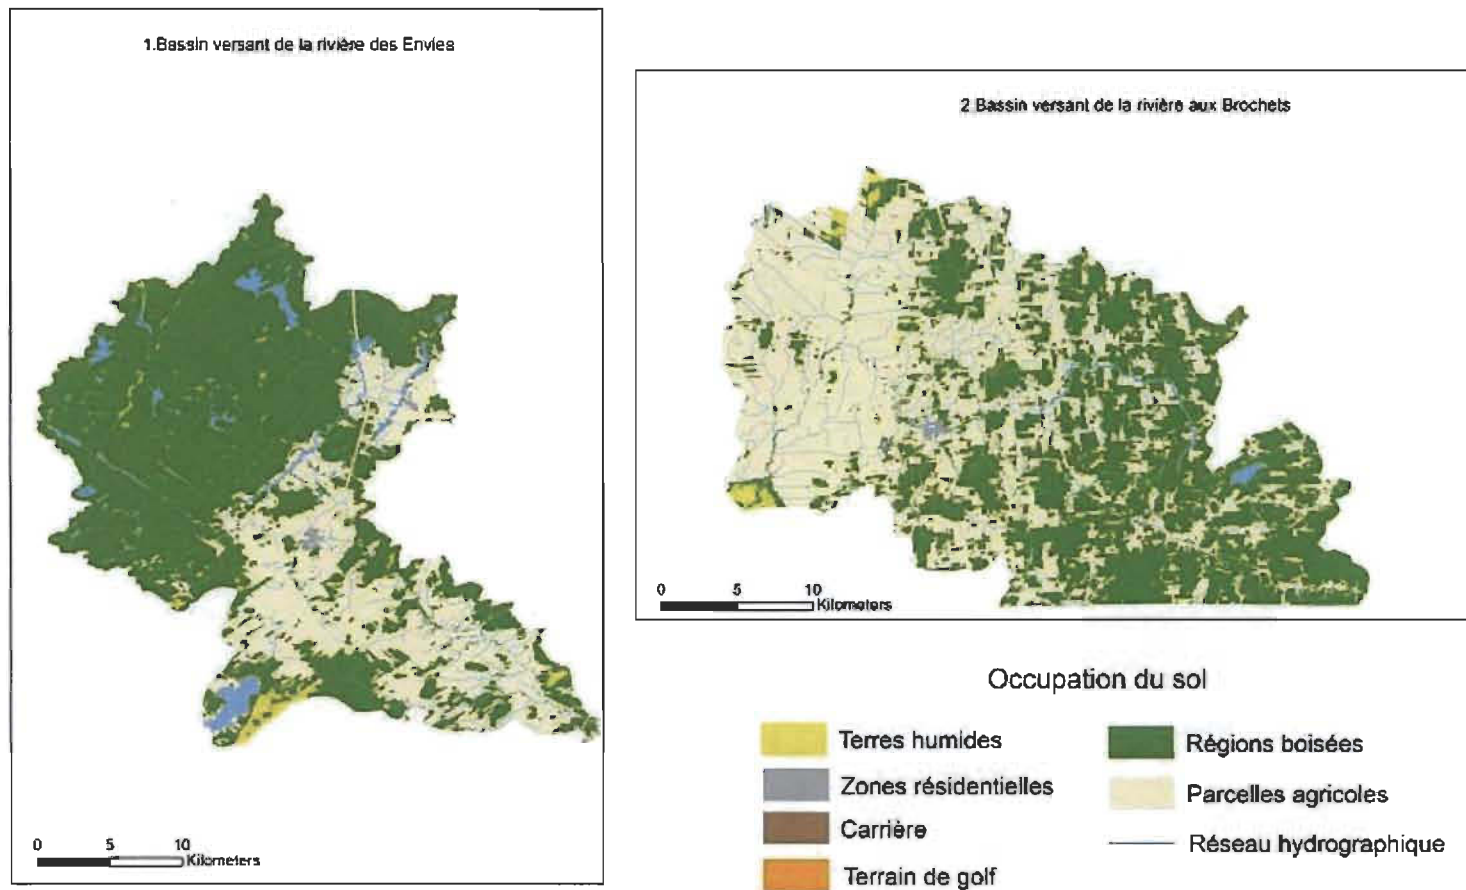 1.Bassin versant de la rivière des Envies
0 5 10
Kilometers
2 Bassin versant de la rivière aux Brochets
0 5 10
Kilometers
Occupation du sol
Terres humides
Zones résidentielles
Carrière
Terrain de golf
Régions boisées
Parcelles agricoles
Réseau hydrographique